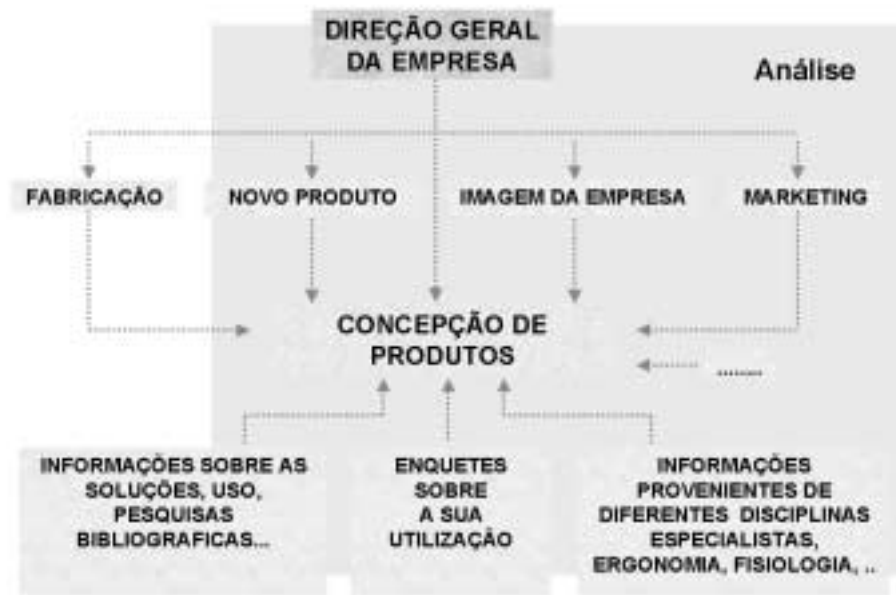 DIREÇÃO GERAL
DA EMPRESA
Análise
FABRICAÇÃO
NOVO PRODUTO
IMAGEM DA EMPRESA
MARKETING
CONCEPÇÃO DE
PRODUTOS
........
INFORMAÇÕES SOBRE AS
SOLUÇÕES, USO,
PESQUISAS
BIBLIOGRAFICAS...
ENQUETES
SOBRE
A SUA
UTILIZAÇÃO
INFORMAÇÕES
PROVENIENTES DE
DIFERENTES DISCIPLINAS
ESPECIALISTAS,
ERGONOMIA, FISIOLOGIA, ..